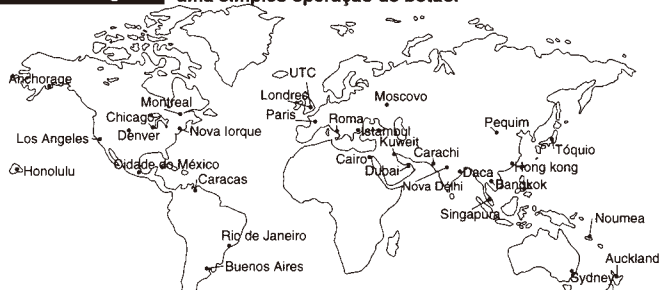 uma simples operação de botão.
UTC
Anchorage
Londres
Moscovo
Montreal
Chicago
Paris
Roma
Pequim
Los Angeles
Denver
Nova Iorque
Istambul
Kuweit
Tóquio
Honolulu
Cidade do México
Cairo
Carachi
Hong kong
Caracas
Dubai
Daca
Nova Delhi
Bangkok
Singapura
Noumea
Rio de Janeiro
Auckland
Buenos Aires
Sydney